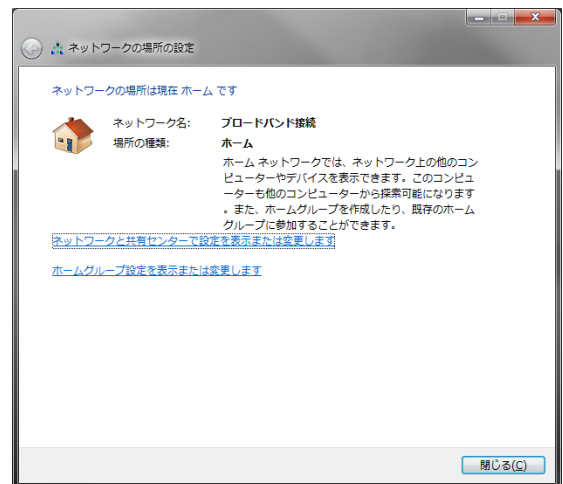 ネットワークの場所の設定
ネットワークの場所は現在 ホーム です
ネットワーク名: ブロードバンド接続
場所の種類: ホーム
ホーム ネットワークでは、ネットワーク上の他のコン
ピューターやデバイスを表示できます。このコンピュ
ーターも他のコンピューターから探索可能になります
。また、ホームグループを作成したり、既存のホーム
グループに参加することができます。
ネットワークと共有センターで設定を表示または変更します
ホームグループ設定を表示または変更します
閉じる(C)